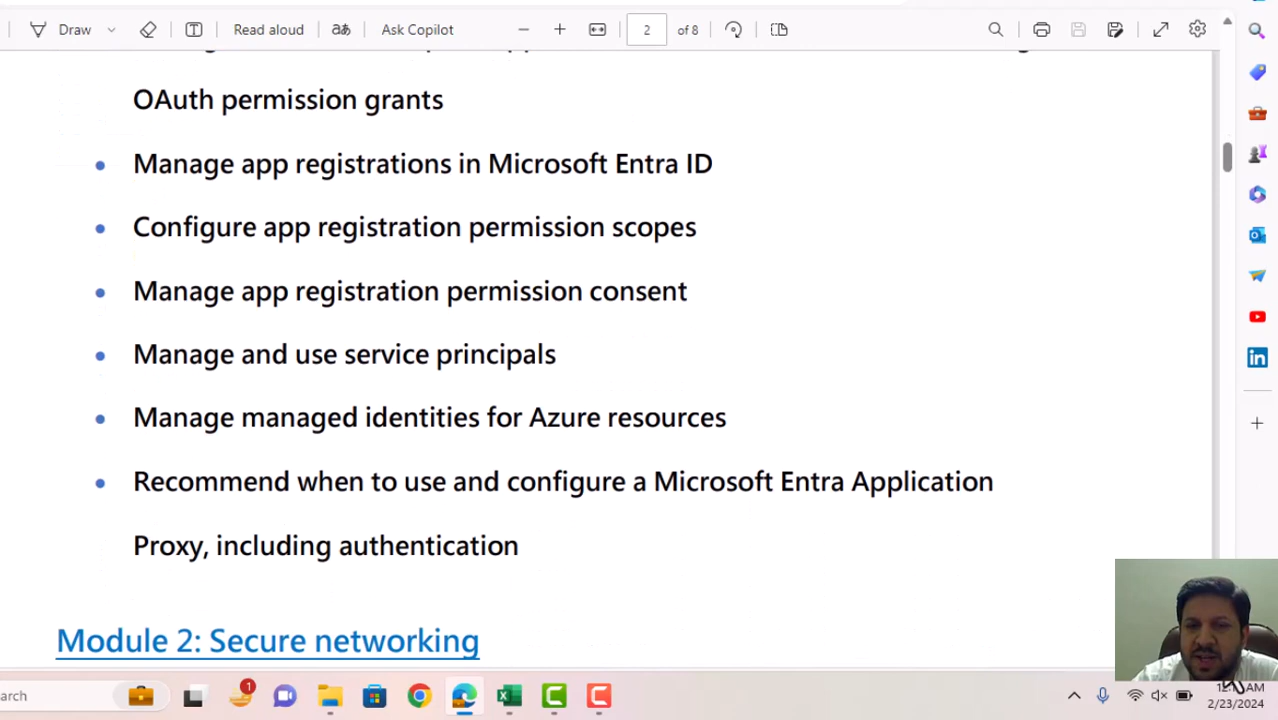 Draw
Read aloud
Ask Copilot
2
of 8
OAuth permission grants
Manage app registrations in Microsoft Entra ID
Configure app registration permission scopes
Manage app registration permission consent
Manage and use service principals
Manage managed identities for Azure resources
Recommend when to use and configure a Microsoft Entra Application
Proxy, including authentication
Module 2: Secure networking
arch
1
AM
2/23/2024